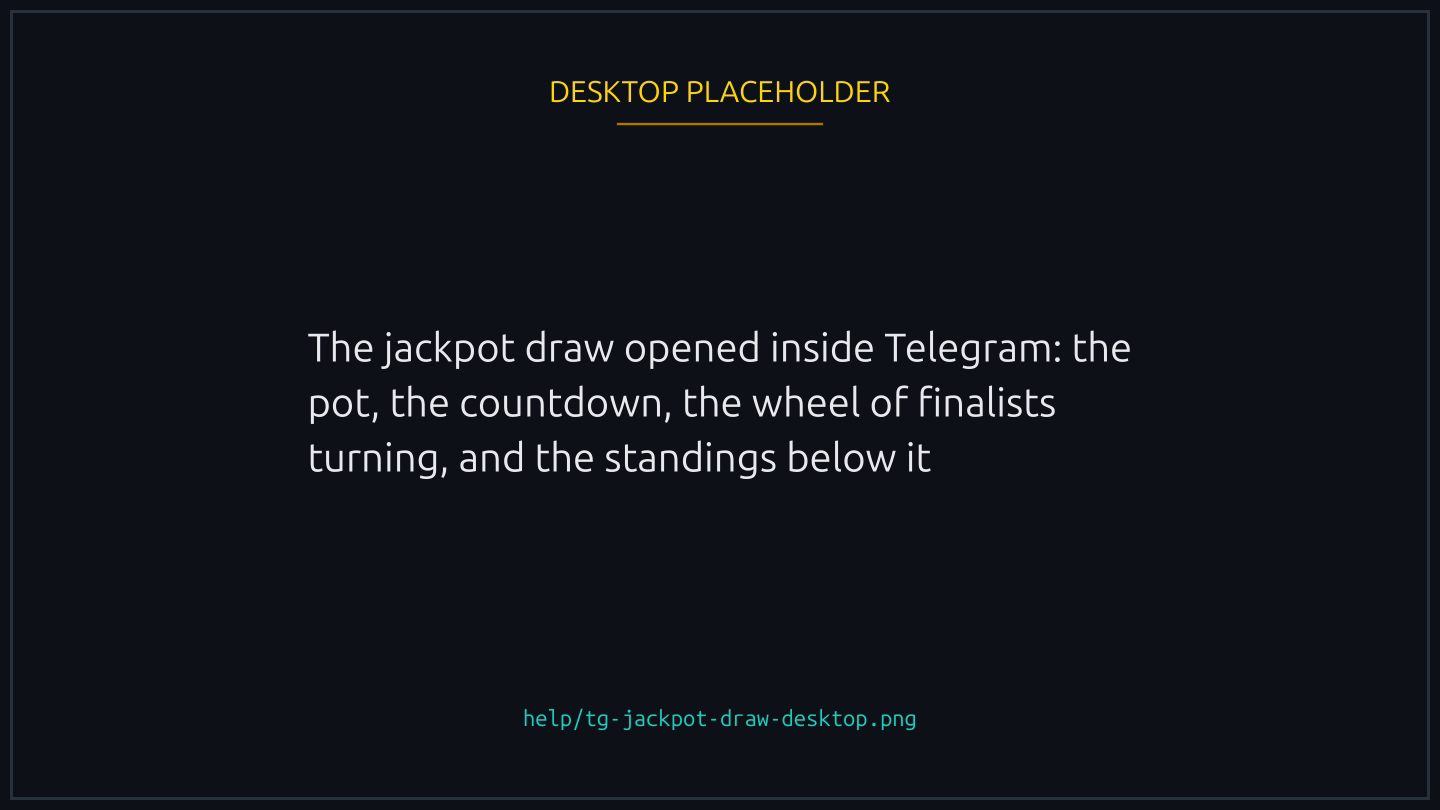 DESKTOP PLACEHOLDER
The jackpot draw opened inside Telegram: the
pot, the countdown, the wheel of finalists
turning, and the standings below it
help/tg-jackpot-draw-desktop.png